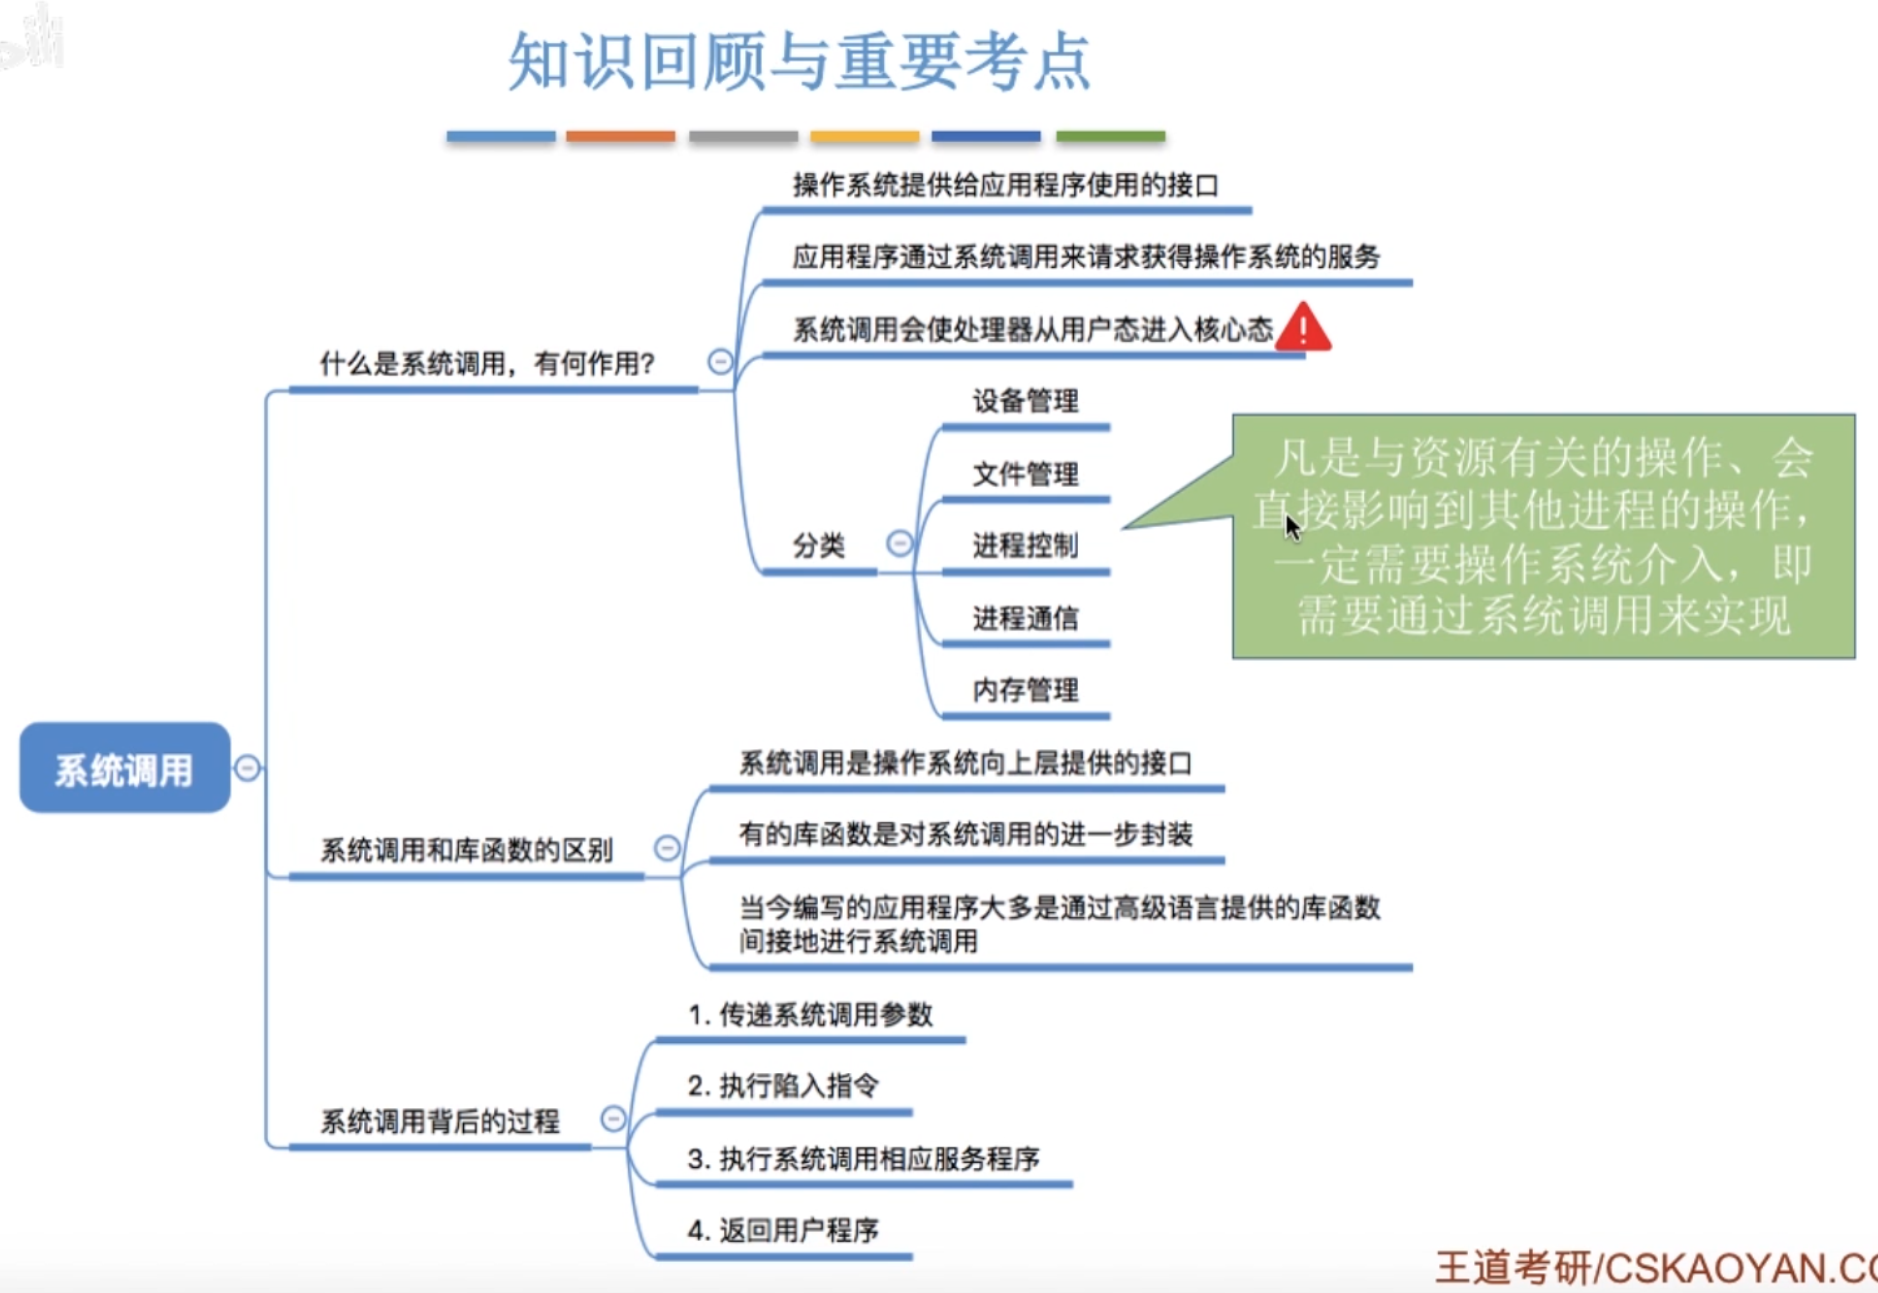 知识回顾与重要考点
操作系统提供给应用程序使用的接口
应用程序通过系统调用来请求获得操作系统的服务
系统调用会使处理器从用户态进入核心态
什么是系统调用，有何作用？
设备管理
文件管理
分类
进程控制
进程通信
内存管理
凡是与资源有关的操作、会
直接影响到其他进程的操作，
一定需要操作系统介入，即
需要通过系统调用来实现
系统调用
系统调用是操作系统向上层提供的接口
有的库函数是对系统调用的进一步封装
系统调用和库函数的区别
当今编写的应用程序大多是通过高级语言提供的库函数
间接地进行系统调用
1. 传递系统调用参数
2. 执行陷入指令
系统调用背后的过程
3. 执行系统调用相应服务程序
4. 返回用户程序
王道考研/CSKAOYAN.CO